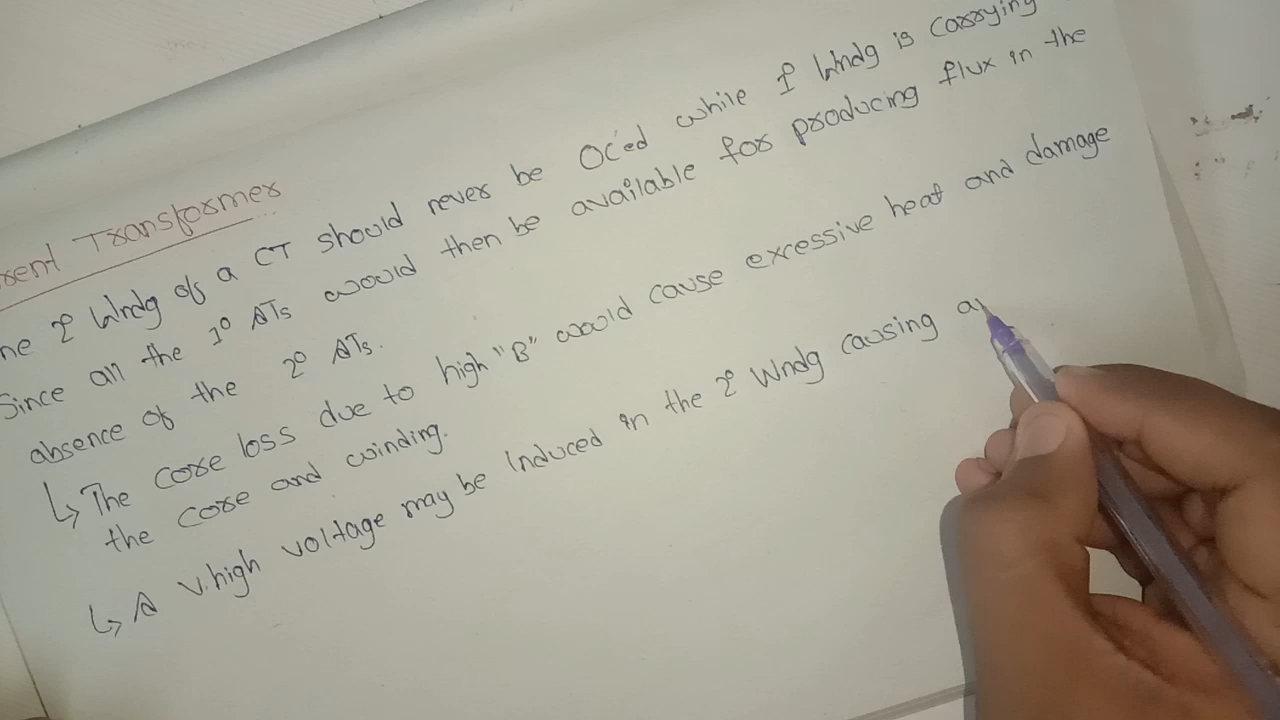 rent Transformer
he 2° Wndg of a CT should never be OC'ed while 1° Wndg is carrying
Since all the 1° ATs would then be available for producing flux in the
absence of the 2° ATs.
↳ The core loss due to high "B" would cause excessive heat and damage
the core and winding.
↳ A v.high voltage may be induced in the 2° Wndg causing a